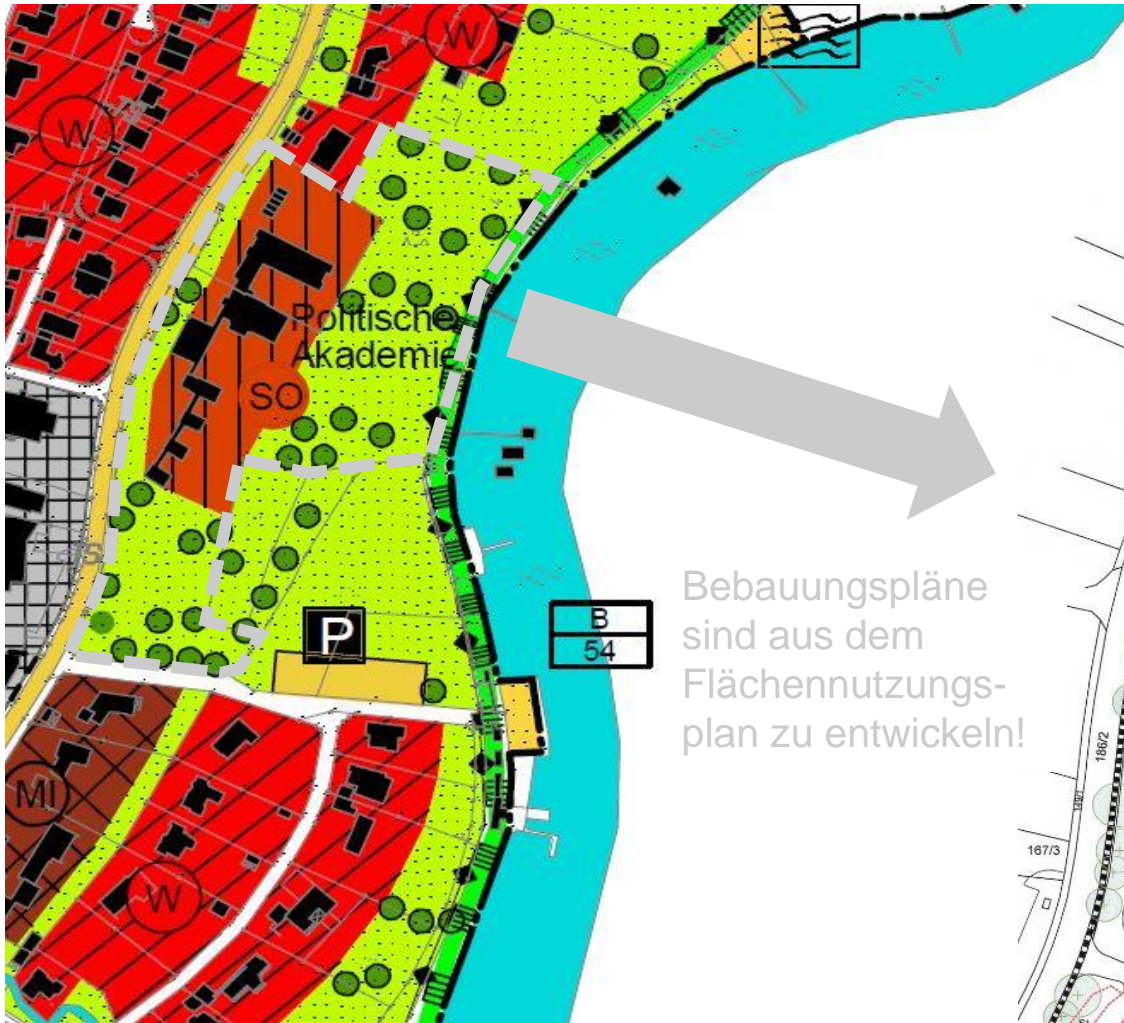 W
W
Politische
Akademie
SO
P
B
54
Bebauungspläne
sind aus dem
Flächennutzungs-
plan zu entwickeln!
MI
W
186/2
167/3